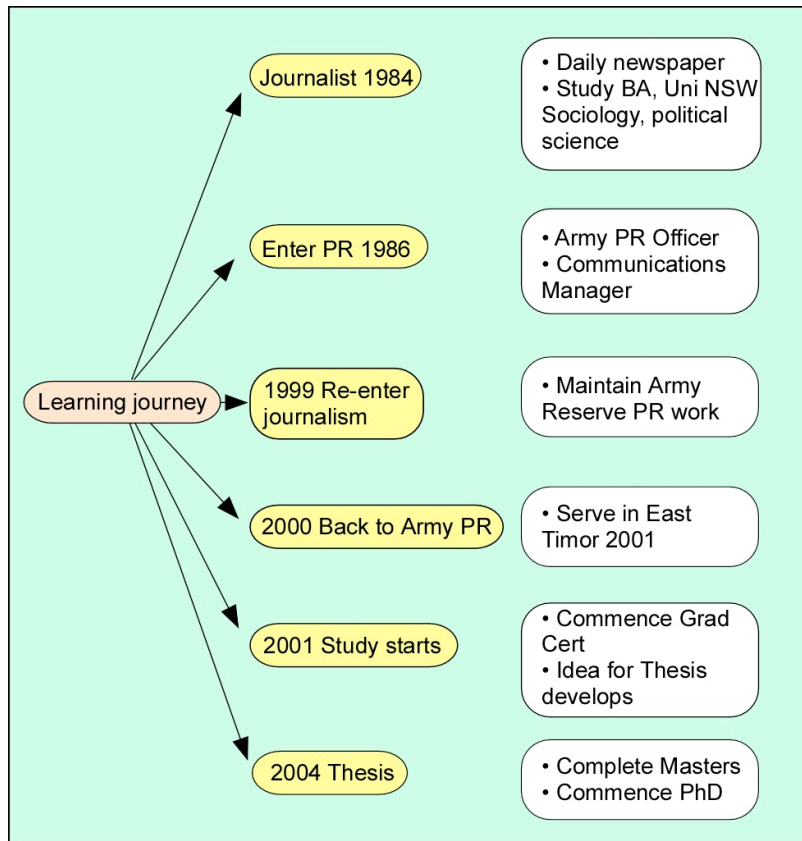 Journalist 1984
• Daily newspaper
• Study BA, Uni NSW
Sociology, political
science
Enter PR 1986
• Army PR Officer
• Communications
Manager
Learning journey
1999 Re-enter
journalism
• Maintain Army
Reserve PR work
2000 Back to Army PR
• Serve in East
Timor 2001
2001 Study starts
• Commence Grad
Cert
• Idea for Thesis
develops
2004 Thesis
• Complete Masters
• Commence PhD